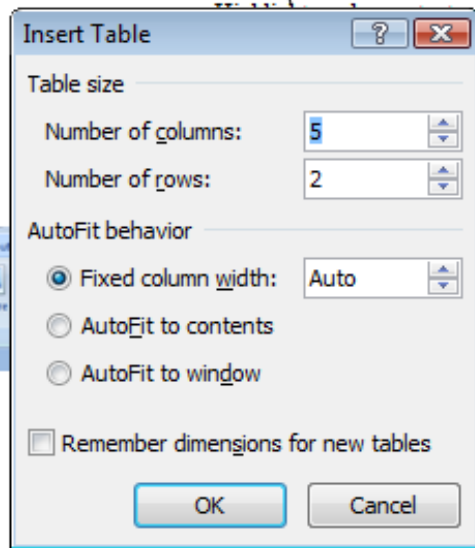 Insert Table
?
Table size
Number of columns: 5
Number of rows: 2
AutoFit behavior
Fixed column width: Auto
AutoFit to contents
AutoFit to window
Remember dimensions for new tables
OK Cancel